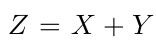 Z = X + Y